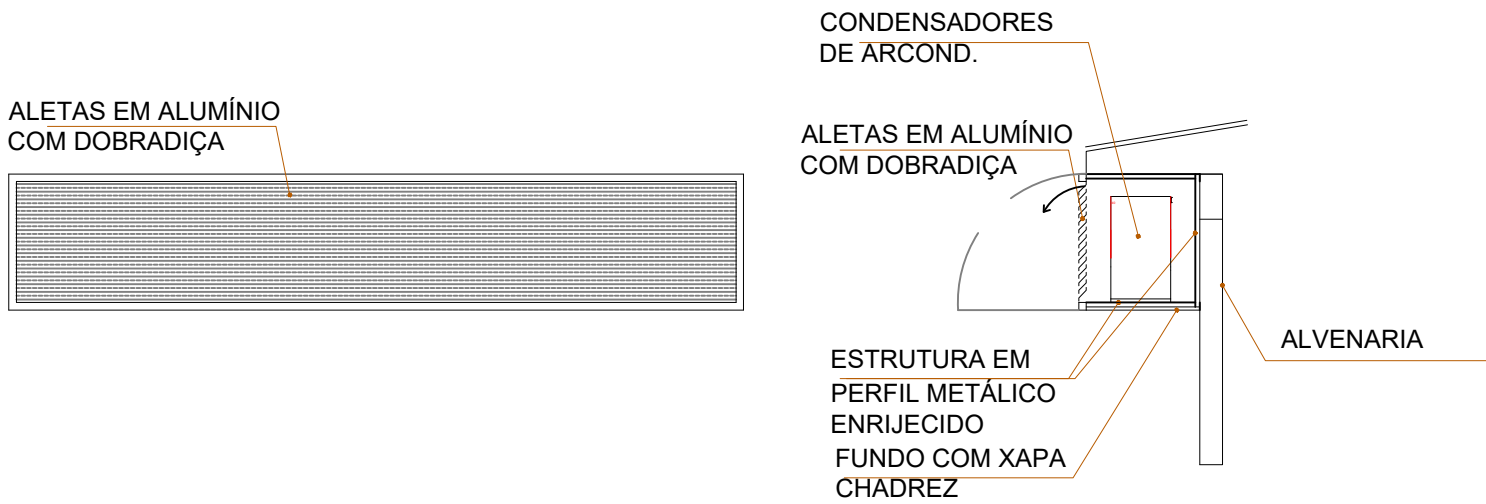 ALETAS EM ALUMÍNIO
COM DOBRADIÇA
CONDENSADORES
DE ARCOND.
ALETAS EM ALUMÍNIO
COM DOBRADIÇA
ESTRUTURA EM
PERFIL METÁLICO
ENRIJECIDO
FUNDO COM XAPA
CHADREZ
ALVENARIA